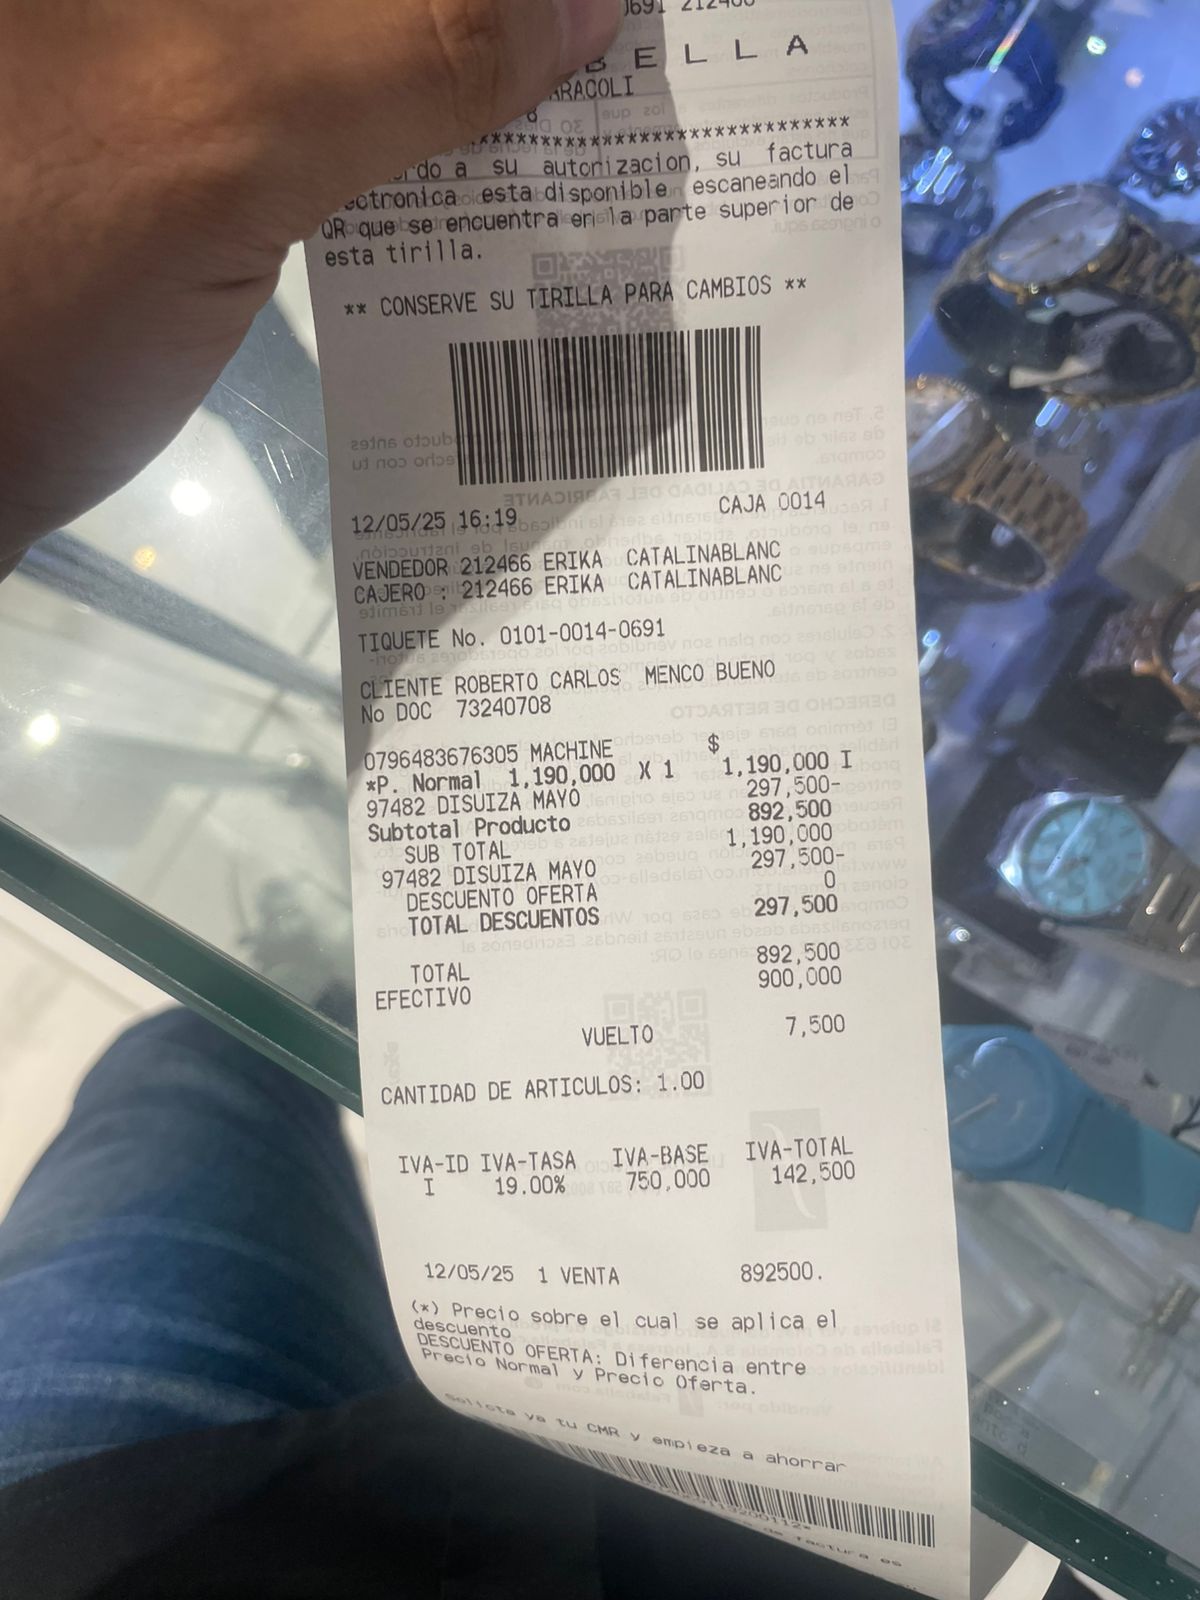 0691 212466
B E L L A
ARACOLI
8
************************************
rdo a su autorizacion, su factura
ectronica esta disponible escaneando el
QR que se encuentra en la parte superior de
esta tirilla.
** CONSERVE SU TIRILLA PARA CAMBIOS **
12/05/25 16:19 CAJA 0014
VENDEDOR 212466 ERIKA CATALINABLANC
CAJERO : 212466 ERIKA CATALINABLANC
TIQUETE No. 0101-0014-0691
CLIENTE ROBERTO CARLOS MENCO BUENO
No DOC 73240708
0796483676305 MACHINE $
*P. Normal 1,190,000 X 1 1,190,000 I
97482 DISUIZA MAYO 297,500-
Subtotal Producto 892,500
SUB TOTAL 1,190,000
97482 DISUIZA MAYO 297,500-
DESCUENTO OFERTA 0
TOTAL DESCUENTOS 297,500
TOTAL 892,500
EFECTIVO 900,000
VUELTO 7,500
CANTIDAD DE ARTICULOS: 1.00
IVA-ID IVA-TASA IVA-BASE IVA-TOTAL
I 19.00% 750,000 142,500
12/05/25 1 VENTA 892500.
(*) Precio sobre el cual se aplica el
descuento
DESCUENTO OFERTA: Diferencia entre
Precio Normal y Precio Oferta.
Solicita ya tu CMR y empieza a ahorrar
de factura es